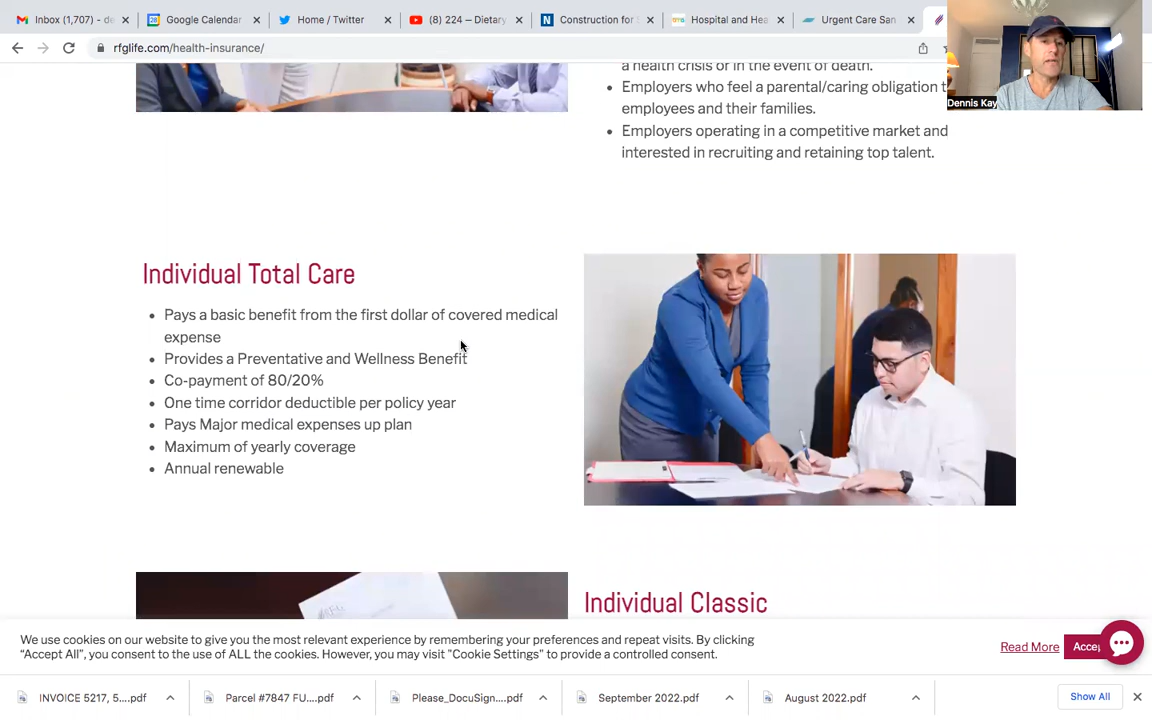 Inbox (1,707) - de
Google Calendar
Home / Twitter
(8) 224 – Dietary
Construction for S
Hospital and Hea
Urgent Care San
rfglife.com/health-insurance/
Dennis Kay
a health crisis or in the event of death.
Employers who feel a parental/caring obligation t
employees and their families.
Employers operating in a competitive market and
interested in recruiting and retaining top talent.
Individual Total Care
Pays a basic benefit from the first dollar of covered medical
expense
Provides a Preventative and Wellness Benefit
Co-payment of 80/20%
One time corridor deductible per policy year
Pays Major medical expenses up plan
Maximum of yearly coverage
Annual renewable
Individual Classic
We use cookies on our website to give you the most relevant experience by remembering your preferences and repeat visits. By clicking
“Accept All”, you consent to the use of ALL the cookies. However, you may visit "Cookie Settings" to provide a controlled consent.
Read More
Accep
INVOICE 5217, 5....pdf
Parcel #7847 FU....pdf
Please_DocuSign....pdf
September 2022.pdf
August 2022.pdf
Show All